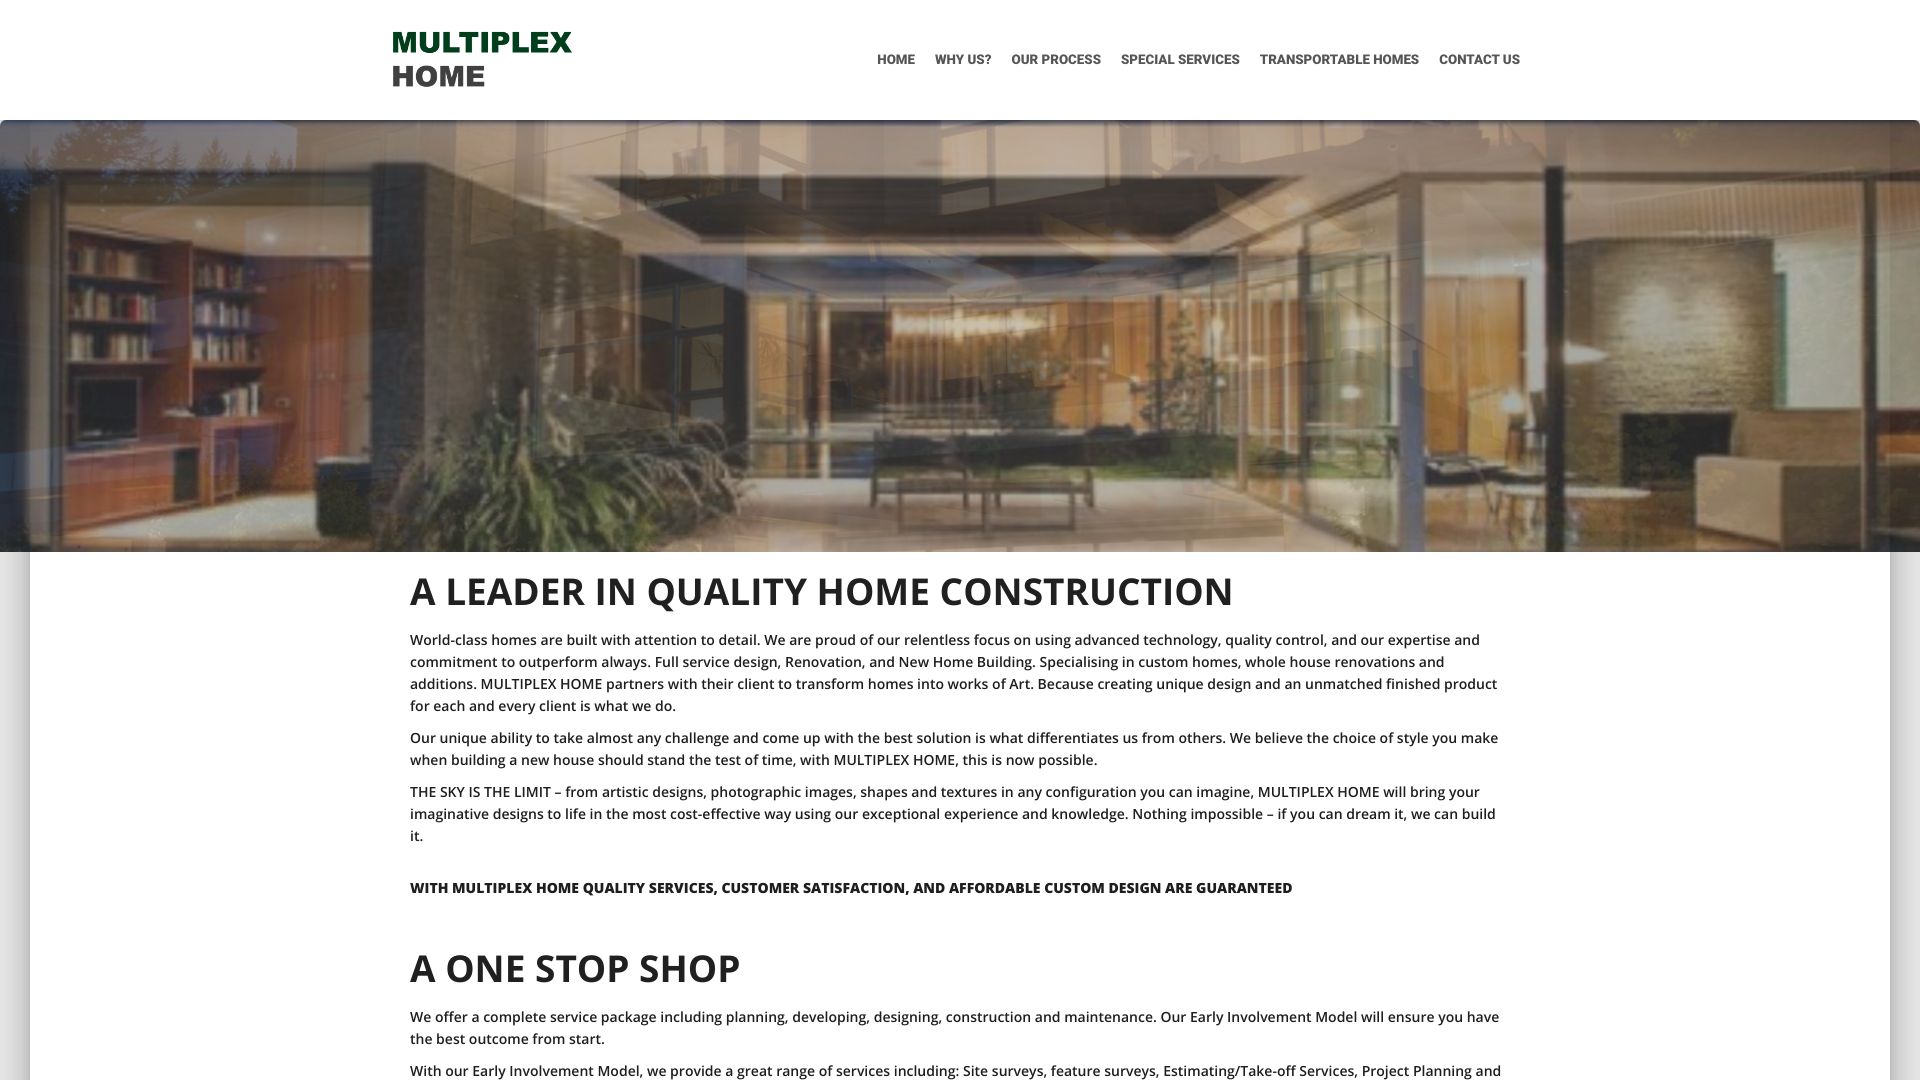 MULTIPLEX
HOME
HOME WHY US? OUR PROCESS SPECIAL SERVICES TRANSPORTABLE HOMES CONTACT US
A LEADER IN QUALITY HOME CONSTRUCTION
World-class homes are built with attention to detail. We are proud of our relentless focus on using advanced technology, quality control, and our expertise and
commitment to outperform always. Full service design, Renovation, and New Home Building. Specialising in custom homes, whole house renovations and
additions. MULTIPLEX HOME partners with their client to transform homes into works of Art. Because creating unique design and an unmatched finished product
for each and every client is what we do.
Our unique ability to take almost any challenge and come up with the best solution is what differentiates us from others. We believe the choice of style you make
when building a new house should stand the test of time, with MULTIPLEX HOME, this is now possible.
THE SKY IS THE LIMIT – from artistic designs, photographic images, shapes and textures in any configuration you can imagine, MULTIPLEX HOME will bring your
imaginative designs to life in the most cost-effective way using our exceptional experience and knowledge. Nothing impossible – if you can dream it, we can build
it.
WITH MULTIPLEX HOME QUALITY SERVICES, CUSTOMER SATISFACTION, AND AFFORDABLE CUSTOM DESIGN ARE GUARANTEED
A ONE STOP SHOP
We offer a complete service package including planning, developing, designing, construction and maintenance. Our Early Involvement Model will ensure you have
the best outcome from start.
With our Early Involvement Model, we provide a great range of services including: Site surveys, feature surveys, Estimating/Take-off Services, Project Planning and